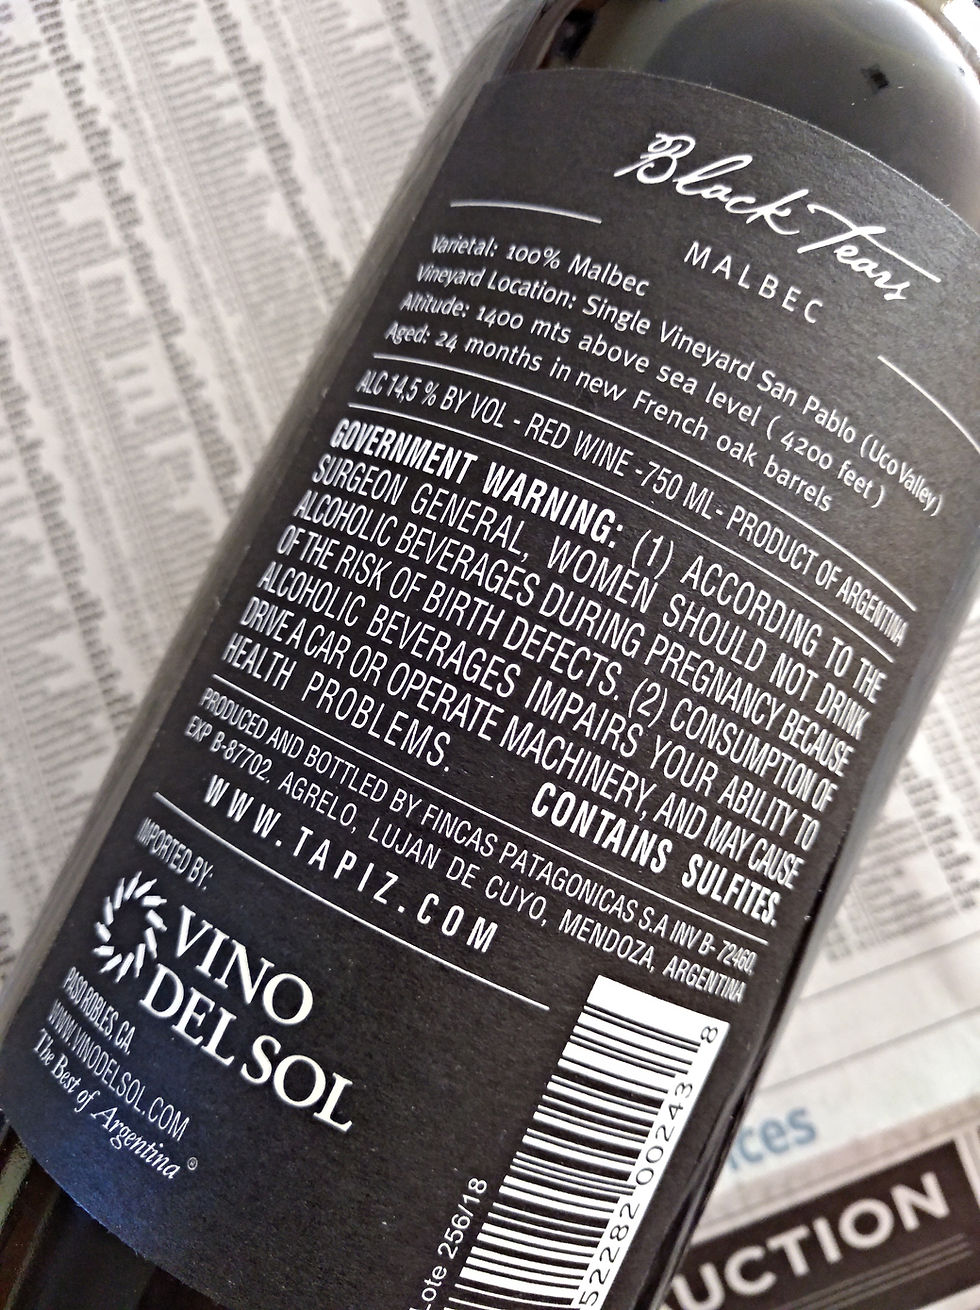 Black Tears
MALBEC
Varietal: 100% Malbec
Vineyard Location: Single Vineyard San Pablo (Uco Valley)
Altitude: 1400 mts above sea level ( 4200 feet )
Aged: 24 months in new French oak barrels
ALC 14,5 % BY VOL - RED WINE -750 ML- PRODUCT OF ARGENTINA
GOVERNMENT WARNING: (1) ACCORDING TO THE
SURGEON GENERAL, WOMEN SHOULD NOT DRINK
ALCOHOLIC BEVERAGES DURING PREGNANCY BECAUSE
OF THE RISK OF BIRTH DEFECTS. (2) CONSUMPTION OF
ALCOHOLIC BEVERAGES IMPAIRS YOUR ABILITY TO
DRIVE A CAR OR OPERATE MACHINERY, AND MAY CAUSE
HEALTH PROBLEMS. CONTAINS SULFITES.
PRODUCED AND BOTTLED BY FINCAS PATAGONICAS S.A INV B- 72460,
EXP B-87702. AGRELO, LUJAN DE CUYO, MENDOZA, ARGENTINA
WWW.TAPIZ.COM
IMPORTED BY:
VINO
DEL SOL
PASO ROBLES, CA.
WWW.VINODELSOL.COM
The Best of Argentina ®
Lote 256/18
52282 00243 8
ices
UCTION